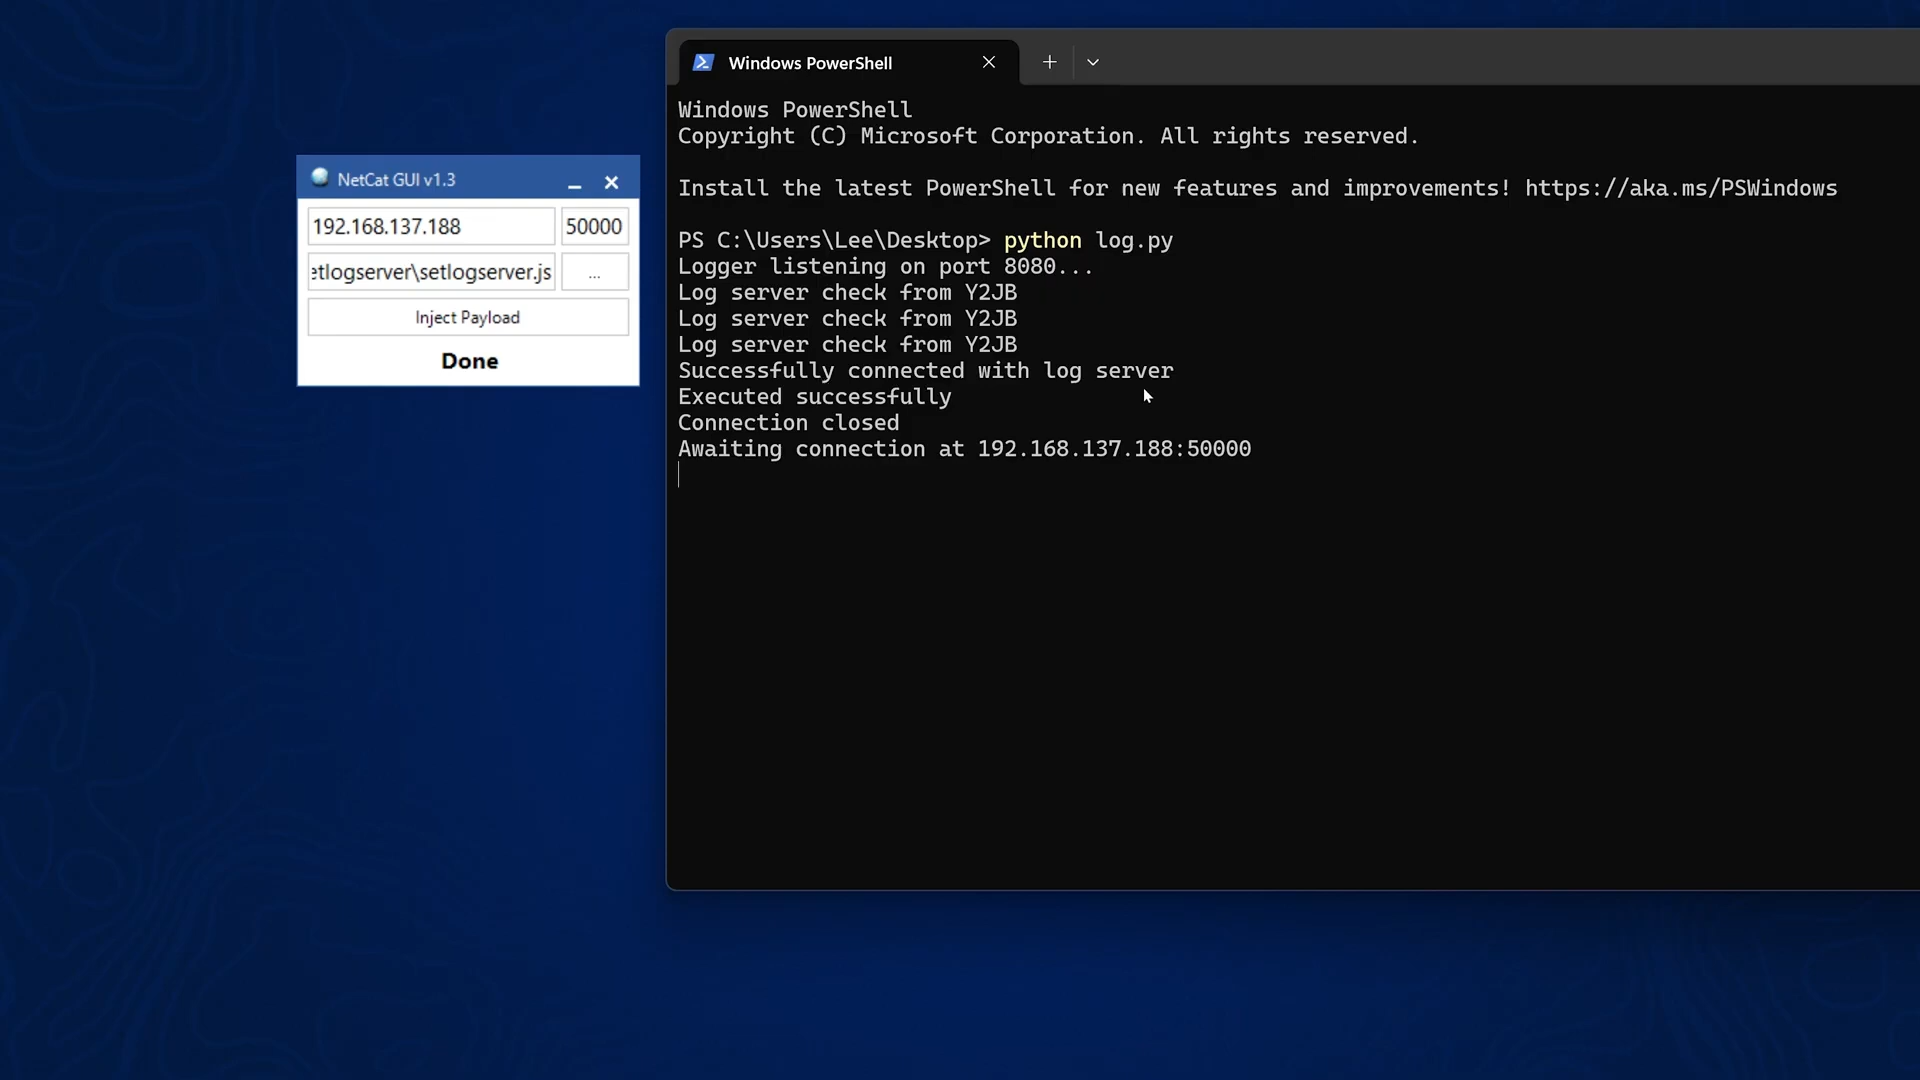 NetCat GUI v1.3
192.168.137.188 50000
etlogserver\setlogserver.js ...
Inject Payload
Done
Windows PowerShell
Windows PowerShell
Copyright (C) Microsoft Corporation. All rights reserved.
Install the latest PowerShell for new features and improvements! https://aka.ms/PSWindows
PS C:\Users\Lee\Desktop> python log.py
Logger listening on port 8080...
Log server check from Y2JB
Log server check from Y2JB
Log server check from Y2JB
Successfully connected with log server
Executed successfully
Connection closed
Awaiting connection at 192.168.137.188:50000